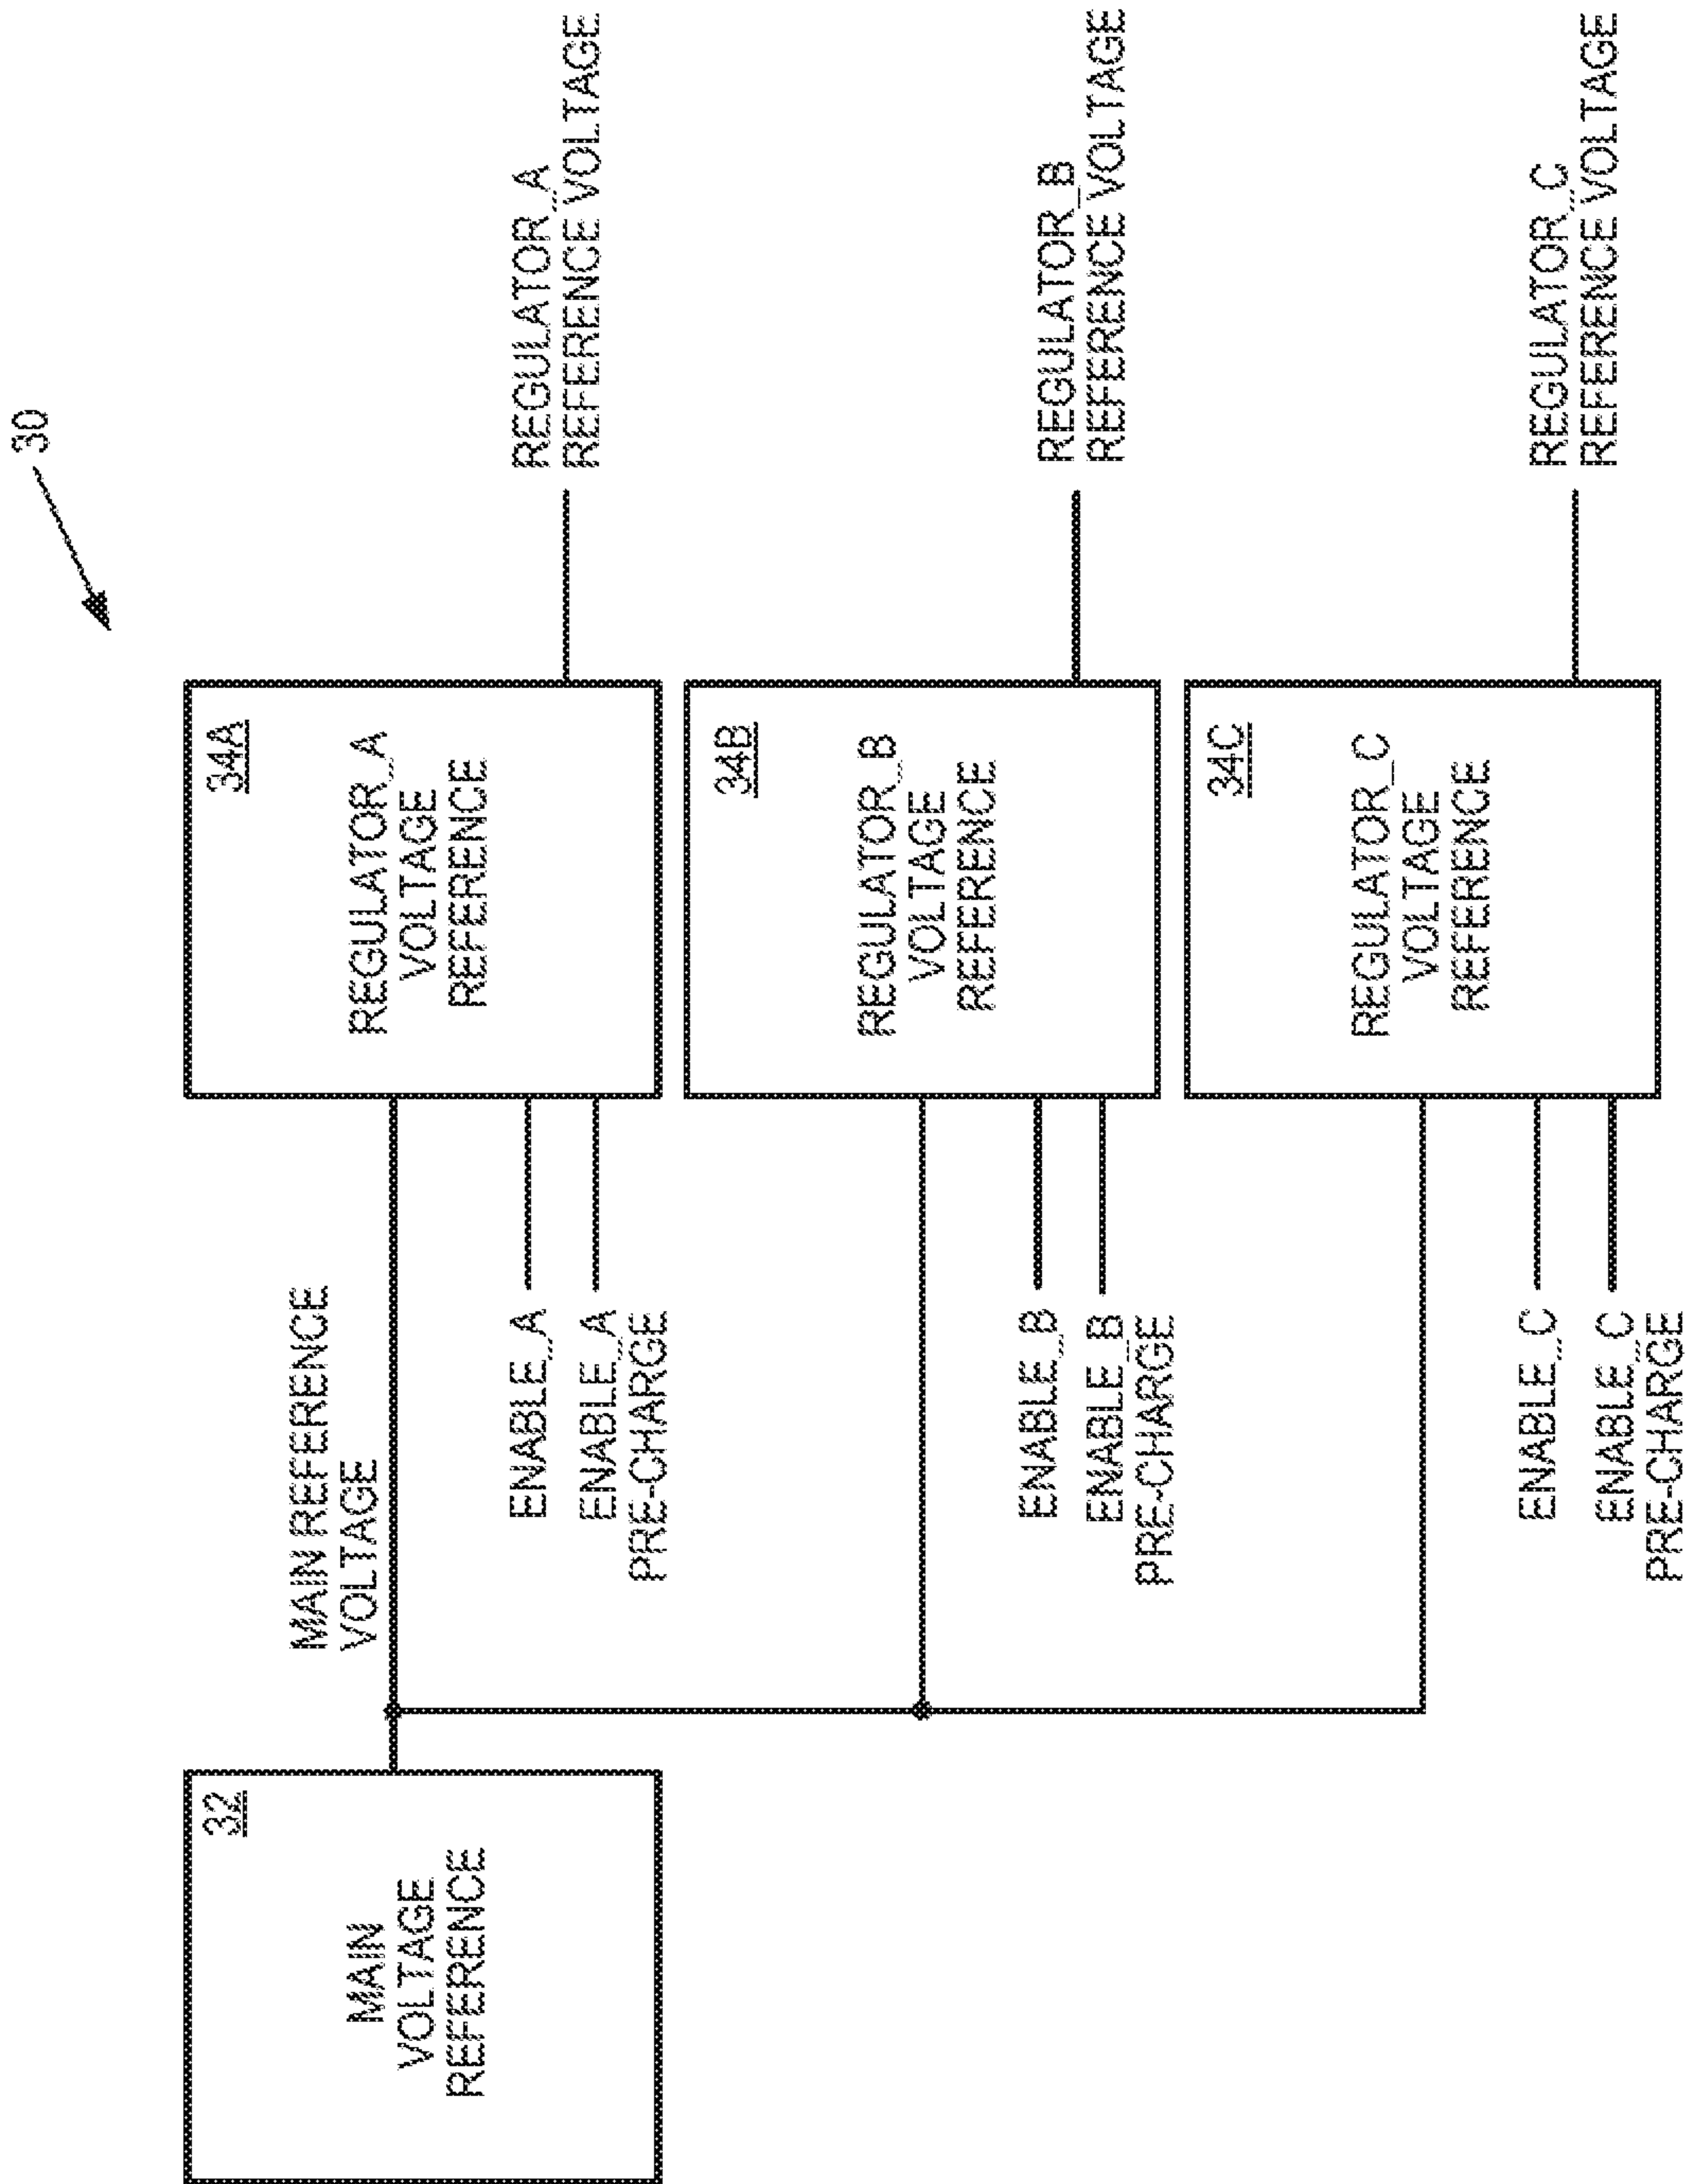 30
32
MAIN
VOLTAGE
REFERENCE
MAIN REFERENCE
VOLTAGE
34A
REGULATOR_A
VOLTAGE
REFERENCE
ENABLE_A
ENABLE_A
PRE-CHARGE
REGULATOR_A
REFERENCE VOLTAGE
34B
REGULATOR_B
VOLTAGE
REFERENCE
ENABLE_B
ENABLE_B
PRE-CHARGE
REGULATOR_B
REFERENCE VOLTAGE
34C
REGULATOR_C
VOLTAGE
REFERENCE
ENABLE_C
ENABLE_C
PRE-CHARGE
REGULATOR_C
REFERENCE VOLTAGE